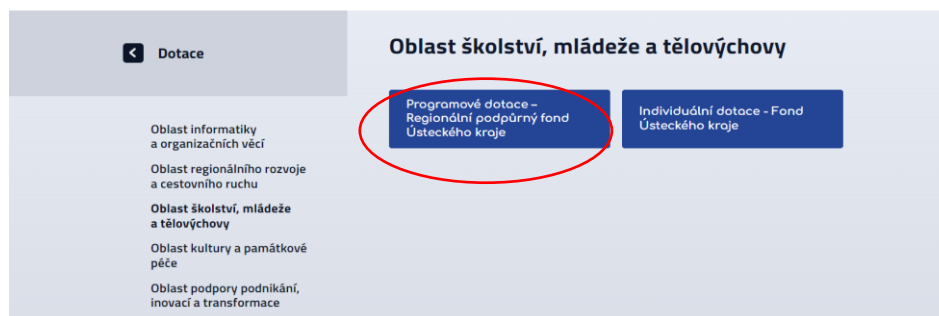 Dotace
Oblast informatiky
a organizačních věcí
Oblast regionálního rozvoje
a cestovního ruchu
Oblast školství, mládeže
a tělovýchovy
Oblast kultury a památkové
péče
Oblast podpory podnikání,
inovací a transformace
Oblast školství, mládeže a tělovýchovy
Programové dotace –
Regionální podpůrný fond
Ústeckého kraje
Individuální dotace - Fond
Ústeckého kraje